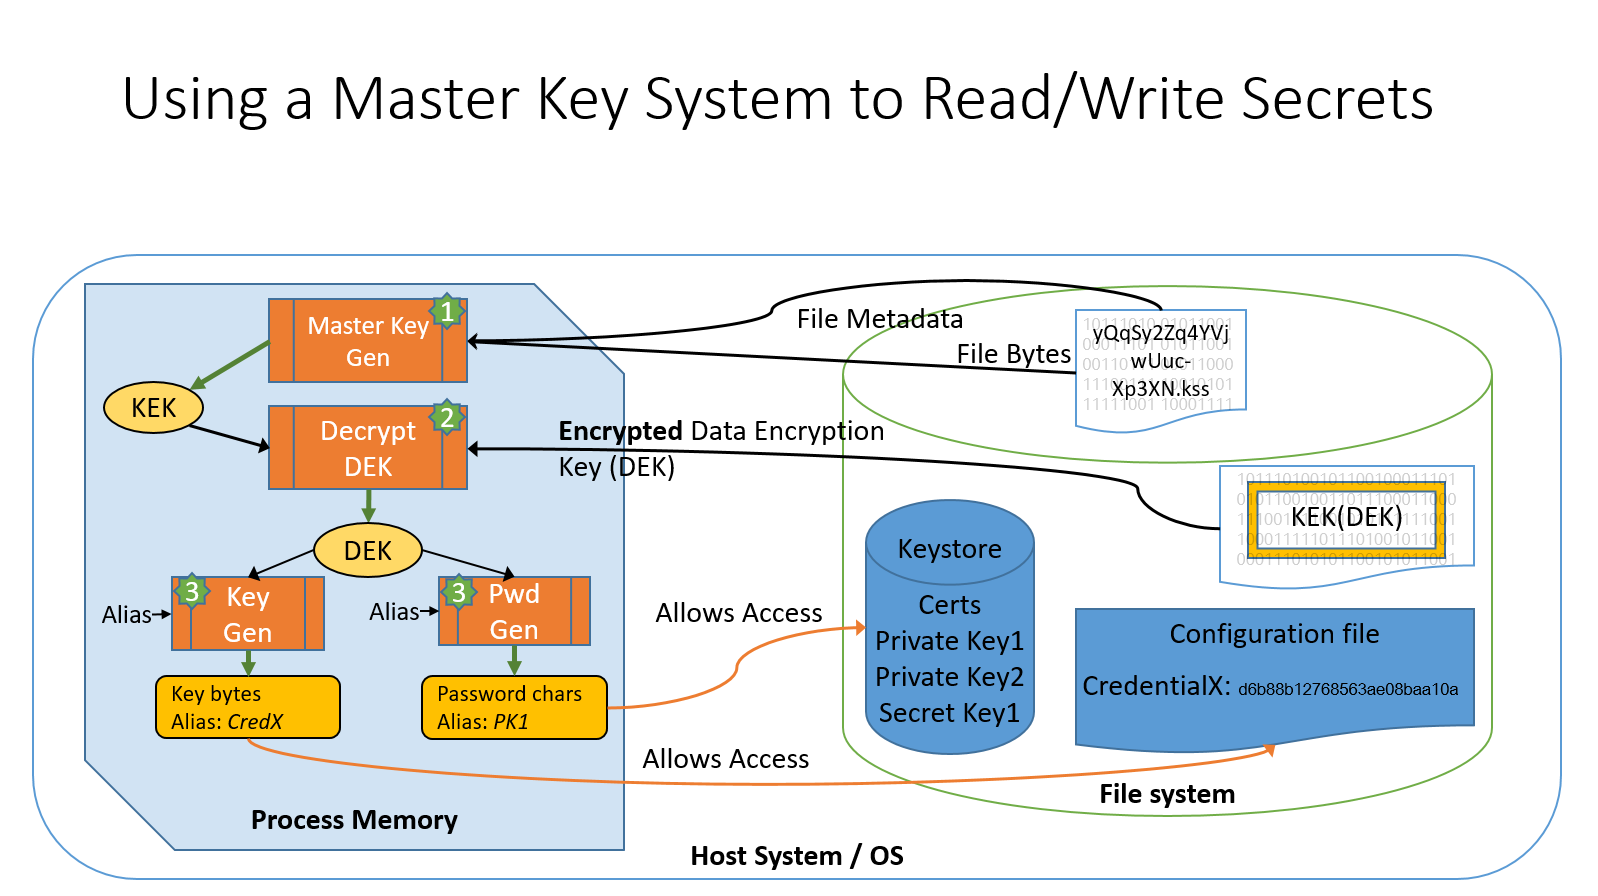 Using a Master Key System to Read/Write Secrets
Master Key
Gen
1
KEK
Decrypt
DEK
2
DEK
Alias
3
Key
Gen
Alias
3
Pwd
Gen
Key bytes
Alias: CredX
Password chars
Alias: PK1
Process Memory
File Metadata
File Bytes
Encrypted Data Encryption
Key (DEK)
Allows Access
Allows Access
yQqSy2Zq4YVj
wUuc-
Xp3XN.kss
KEK(DEK)
Keystore
Certs
Private Key1
Private Key2
Secret Key1
Configuration file
CredentialX: d6b88b12768563ae08baa10a
File system
Host System / OS